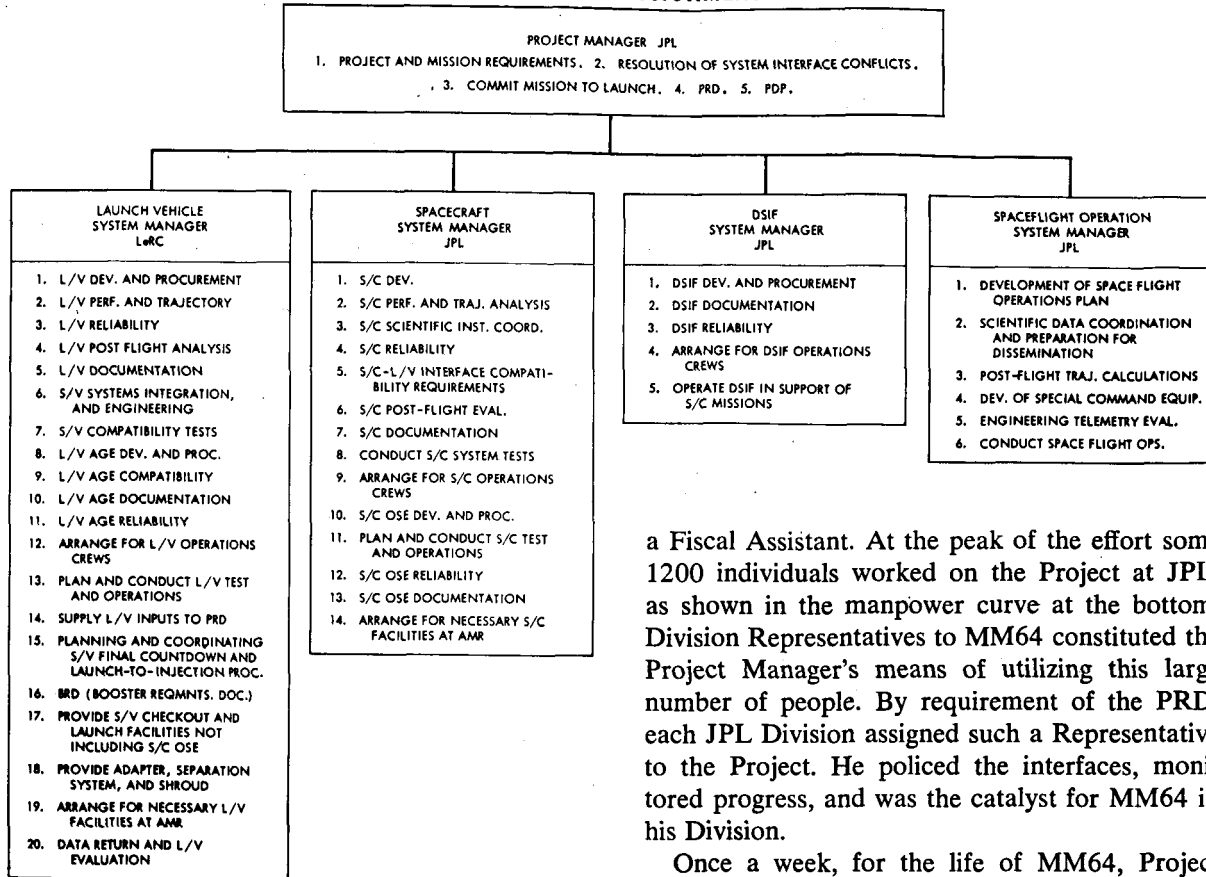 PROJECT MANAGER JPL
1. PROJECT AND MISSION REQUIREMENTS. 2. RESOLUTION OF SYSTEM INTERFACE CONFLICTS.
3. COMMIT MISSION TO LAUNCH. 4. PRD. 5. PDP.
LAUNCH VEHICLE
SYSTEM MANAGER
LeRC
1. L/V DEV. AND PROCUREMENT
2. L/V PERF. AND TRAJECTORY
3. L/V RELIABILITY
4. L/V POST FLIGHT ANALYSIS
5. L/V DOCUMENTATION
6. S/V SYSTEMS INTEGRATION,
AND ENGINEERING
7. S/V COMPATIBILITY TESTS
8. L/V AGE DEV. AND PROC.
9. L/V AGE COMPATIBILITY
10. L/V AGE DOCUMENTATION
11. L/V AGE RELIABILITY
12. ARRANGE FOR L/V OPERATIONS
CREWS
13. PLAN AND CONDUCT L/V TEST
AND OPERATIONS
14. SUPPLY L/V INPUTS TO PRD
15. PLANNING AND COORDINATING
S/V FINAL COUNTDOWN AND
LAUNCH-TO-INJECTION PROC.
16. BRD (BOOSTER REQMNTS. DOC.)
17. PROVIDE S/V CHECKOUT AND
LAUNCH FACILITIES NOT
INCLUDING S/C OSE
18. PROVIDE ADAPTER, SEPARATION
SYSTEM, AND SHROUD
19. ARRANGE FOR NECESSARY L/V
FACILITIES AT AMR
20. DATA RETURN AND L/V
EVALUATION
SPACECRAFT
SYSTEM MANAGER
JPL
1. S/C DEV.
2. S/C PERF. AND TRAJ. ANALYSIS
3. S/C SCIENTIFIC INST. COORD.
4. S/C RELIABILITY
5. S/C-L/V INTERFACE COMPATI-
BILITY REQUIREMENTS
6. S/C POST-FLIGHT EVAL.
7. S/C DOCUMENTATION
8. CONDUCT S/C SYSTEM TESTS
9. ARRANGE FOR S/C OPERATIONS
CREWS
10. S/C OSE DEV. AND PROC.
11. PLAN AND CONDUCT S/C TEST
AND OPERATIONS
12. S/C OSE RELIABILITY
13. S/C OSE DOCUMENTATION
14. ARRANGE FOR NECESSARY S/C
FACILITIES AT AMR
DSIF
SYSTEM MANAGER
JPL
1. DSIF DEV. AND PROCUREMENT
2. DSIF DOCUMENTATION
3. DSIF RELIABILITY
4. ARRANGE FOR DSIF OPERATIONS
CREWS
5. OPERATE DSIF IN SUPPORT OF
S/C MISSIONS
SPACEFLIGHT OPERATION
SYSTEM MANAGER
JPL
1. DEVELOPMENT OF SPACE FLIGHT
OPERATIONS PLAN
2. SCIENTIFIC DATA COORDINATION
AND PREPARATION FOR
DISSEMINATION
3. POST-FLIGHT TRAJ. CALCULATIONS
4. DEV. OF SPECIAL COMMAND EQUIP.
5. ENGINEERING TELEMETRY EVAL.
6. CONDUCT SPACE FLIGHT OPS.
a Fiscal Assistant. At the peak of the effort som
1200 individuals worked on the Project at JPL
as shown in the manpower curve at the bottom
Division Representatives to MM64 constituted th
Project Manager's means of utilizing this larg
number of people. By requirement of the PRD
each JPL Division assigned such a Representativ
to the Project. He policed the interfaces, moni
tored progress, and was the catalyst for MM64 i
his Division.
Once a week, for the life of MM64, Projec